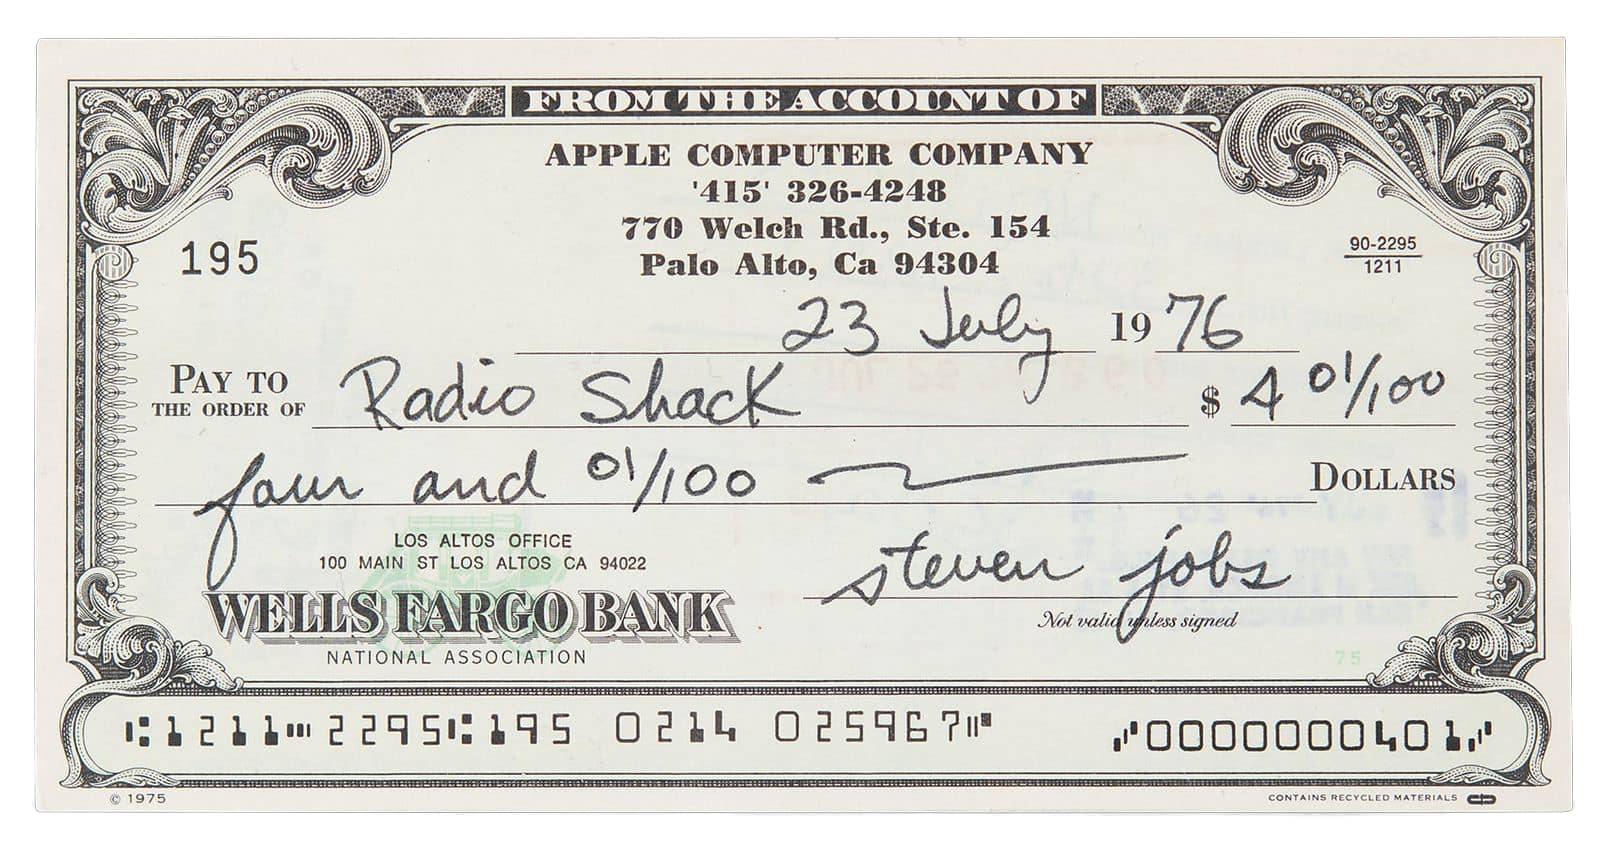 FROM THE ACCOUNT OF
APPLE COMPUTER COMPANY
'415' 326-4248
770 Welch Rd., Ste. 154
Palo Alto, Ca 94304
195
90-2295
1211
23 July 1976
PAY TO
THE ORDER OF Radio Shack $ 4 01/100
four and 01/100 DOLLARS
LOS ALTOS OFFICE
100 MAIN ST LOS ALTOS CA 94022
WELLS FARGO BANK
NATIONAL ASSOCIATION
steven jobs
Not valid unless signed
75
⑆1211⑉2295⑆195 0214 025967⑈ ⑇0000000401⑇
© 1975
CONTAINS RECYCLED MATERIALS